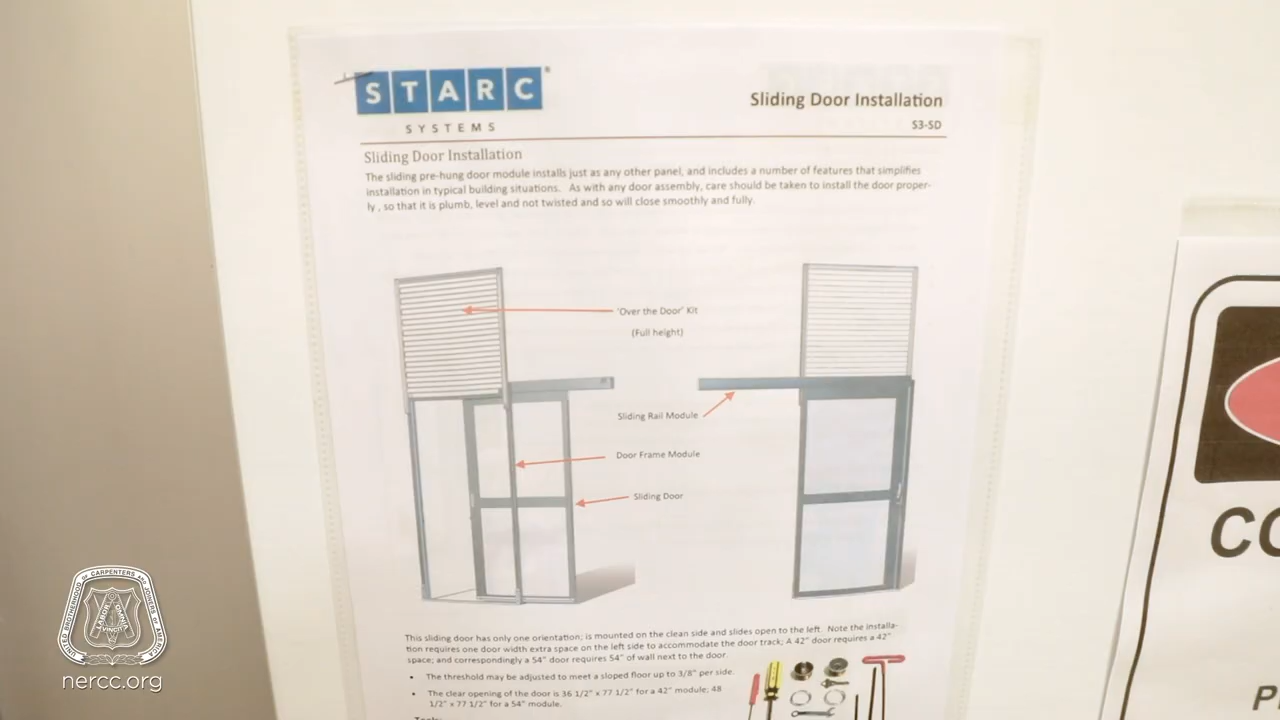 STARC®
SYSTEMS
Sliding Door Installation
S3-SD
Sliding Door Installation
The sliding pre-hung door module installs just as any other panel, and includes a number of features that simplifies
installation in typical building situations. As with any door assembly, care should be taken to install the door proper-
ly , so that it is plumb, level and not twisted and so will close smoothly and fully.
'Over the Door' Kit
(Full height)
Sliding Rail Module
Door Frame Module
Sliding Door
This sliding door has only one orientation; is mounted on the clean side and slides open to the left. Note the installa-
tion requires one door width extra space on the left side to accommodate the door track; A 42" door requires a 42"
space; and correspondingly a 54" door requires 54" of wall next to the door.
• The threshold may be adjusted to meet a sloped floor up to 3/8" per side.
• The clear opening of the door is 36 1/2" x 77 1/2" for a 42" module; 48
1/2" x 77 1/2" for a 54" module.
UNITED BROTHERHOOD OF CARPENTERS AND JOINERS OF AMERICA
nercc.org